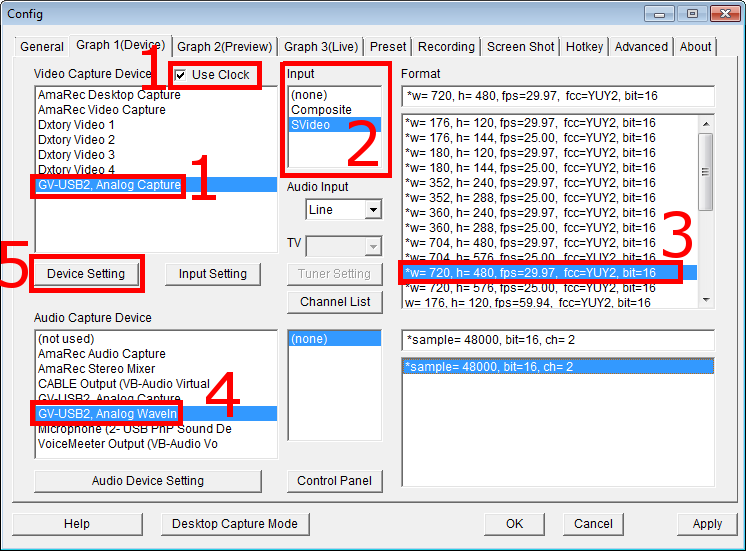 Config
General
Graph 1(Device)
Graph 2(Preview)
Graph 3(Live)
Preset
Recording
Screen Shot
Hotkey
Advanced
About
Video Capture Device
1
Use Clock
AmaRec Desktop Capture
AmaRec Video Capture
Dxtory Video 1
Dxtory Video 2
Dxtory Video 3
Dxtory Video 4
GV-USB2, Analog Capture
1
5
Device Setting
Input Setting
Input
(none)
Composite
SVideo
2
Audio Input
Line
TV
Tuner Setting
Channel List
Format
*w= 720, h= 480, fps=29.97, fcc=YUY2, bit=16
*w= 176, h= 120, fps=29.97, fcc=YUY2, bit=16
*w= 176, h= 144, fps=25.00, fcc=YUY2, bit=16
*w= 180, h= 120, fps=29.97, fcc=YUY2, bit=16
*w= 180, h= 144, fps=25.00, fcc=YUY2, bit=16
*w= 352, h= 240, fps=29.97, fcc=YUY2, bit=16
*w= 352, h= 288, fps=25.00, fcc=YUY2, bit=16
*w= 360, h= 240, fps=29.97, fcc=YUY2, bit=16
*w= 360, h= 288, fps=25.00, fcc=YUY2, bit=16
*w= 704, h= 480, fps=29.97, fcc=YUY2, bit=16
*w= 704, h= 576, fps=25.00, fcc=YUY2, bit=16
*w= 720, h= 480, fps=29.97, fcc=YUY2, bit=16
*w= 720, h= 576, fps=25.00, fcc=YUY2, bit=16
w= 176, h= 120, fps=59.94, fcc=YUY2, bit=16
3
Audio Capture Device
(not used)
AmaRec Audio Capture
AmaRec Stereo Mixer
CABLE Output (VB-Audio Virtual
GV-USB2, Analog Capture
GV-USB2, Analog WaveIn
Microphone (2- USB PnP Sound De
VoiceMeeter Output (VB-Audio Vo
4
(none)
*sample= 48000, bit=16, ch= 2
*sample= 48000, bit=16, ch= 2
Audio Device Setting
Control Panel
Help
Desktop Capture Mode
OK
Cancel
Apply